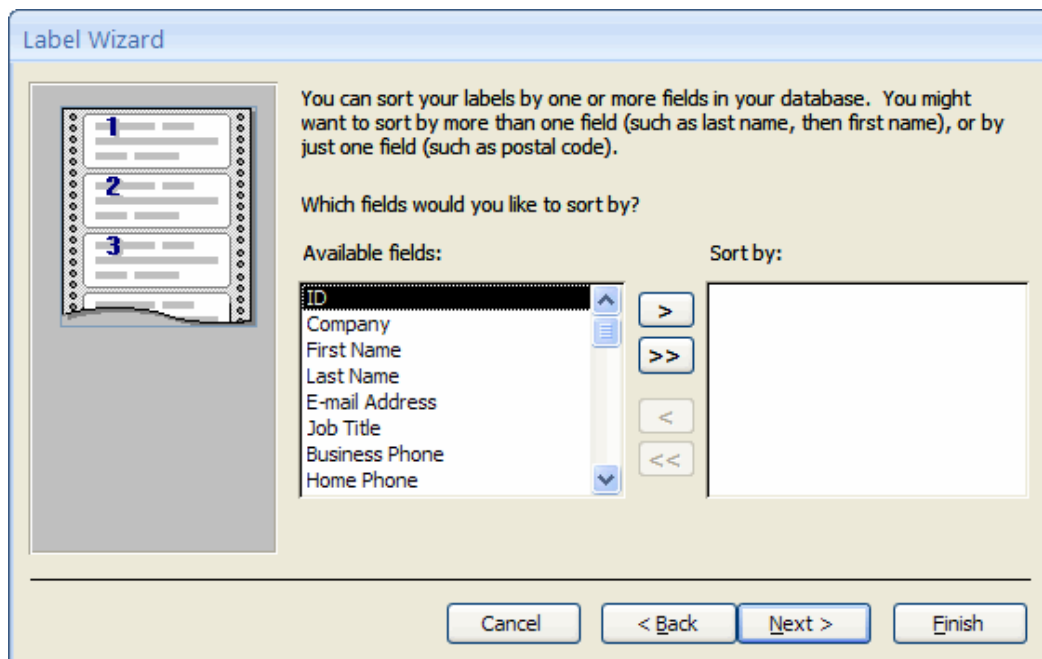 Label Wizard
1
2
3
You can sort your labels by one or more fields in your database.  You might
want to sort by more than one field (such as last name, then first name), or by
just one field (such as postal code).
Which fields would you like to sort by?
Available fields:
Sort by:
ID
Company
First Name
Last Name
E-mail Address
Job Title
Business Phone
Home Phone
>
>>
<
<<
Cancel
< Back
Next >
Finish